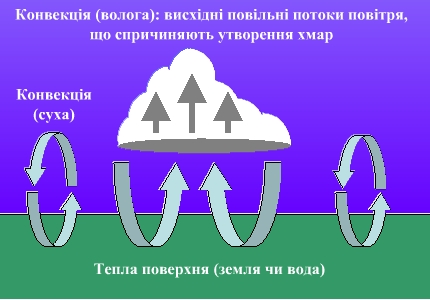 Конвекція (волога): висхідні повільні потоки повітря,
що спричиняють утворення хмар
Конвекція
(суха)
Тепла поверхня (земля чи вода)